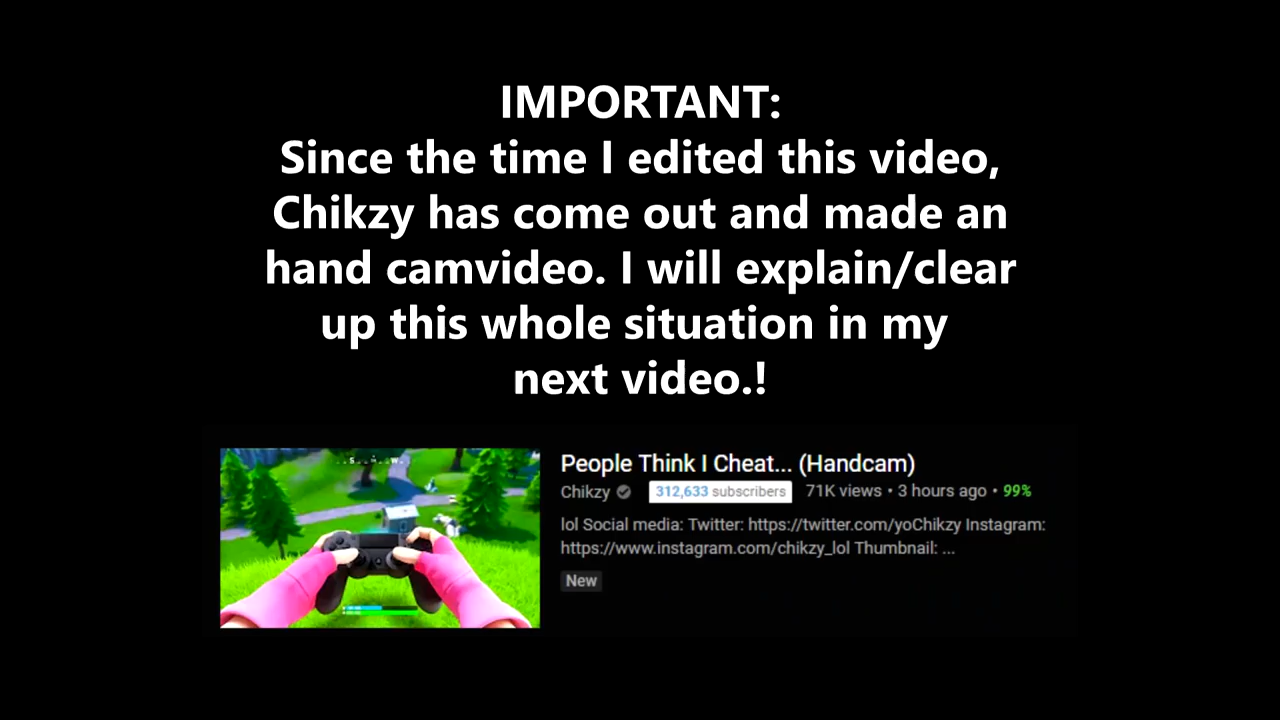 IMPORTANT:
Since the time I edited this video,
Chikzy has come out and made an
hand camvideo. I will explain/clear
up this whole situation in my
next video.!
S W
People Think I Cheat... (Handcam)
Chikzy 312,633 subscribers 71K views • 3 hours ago • 99%
lol Social media: Twitter: https://twitter.com/yoChikzy Instagram:
https://www.instagram.com/chikzy_lol Thumbnail: ...
New